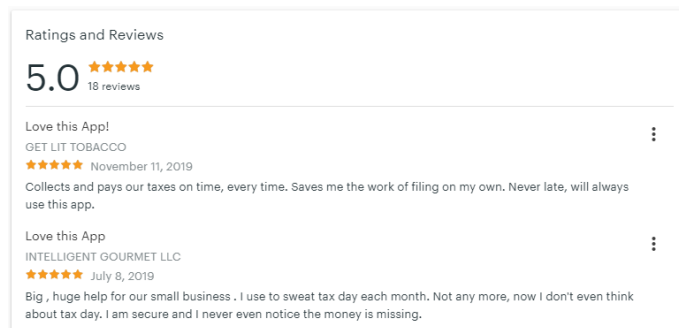 Ratings and Reviews
5.0
18 reviews
Love this App!
GET LIT TOBACCO
November 11, 2019
Collects and pays our taxes on time, every time. Saves me the work of filing on my own. Never late, will always
use this app.
Love this App
INTELLIGENT GOURMET LLC
July 8, 2019
Big , huge help for our small business . I use to sweat tax day each month. Not any more, now I don't even think
about tax day. I am secure and I never even notice the money is missing.